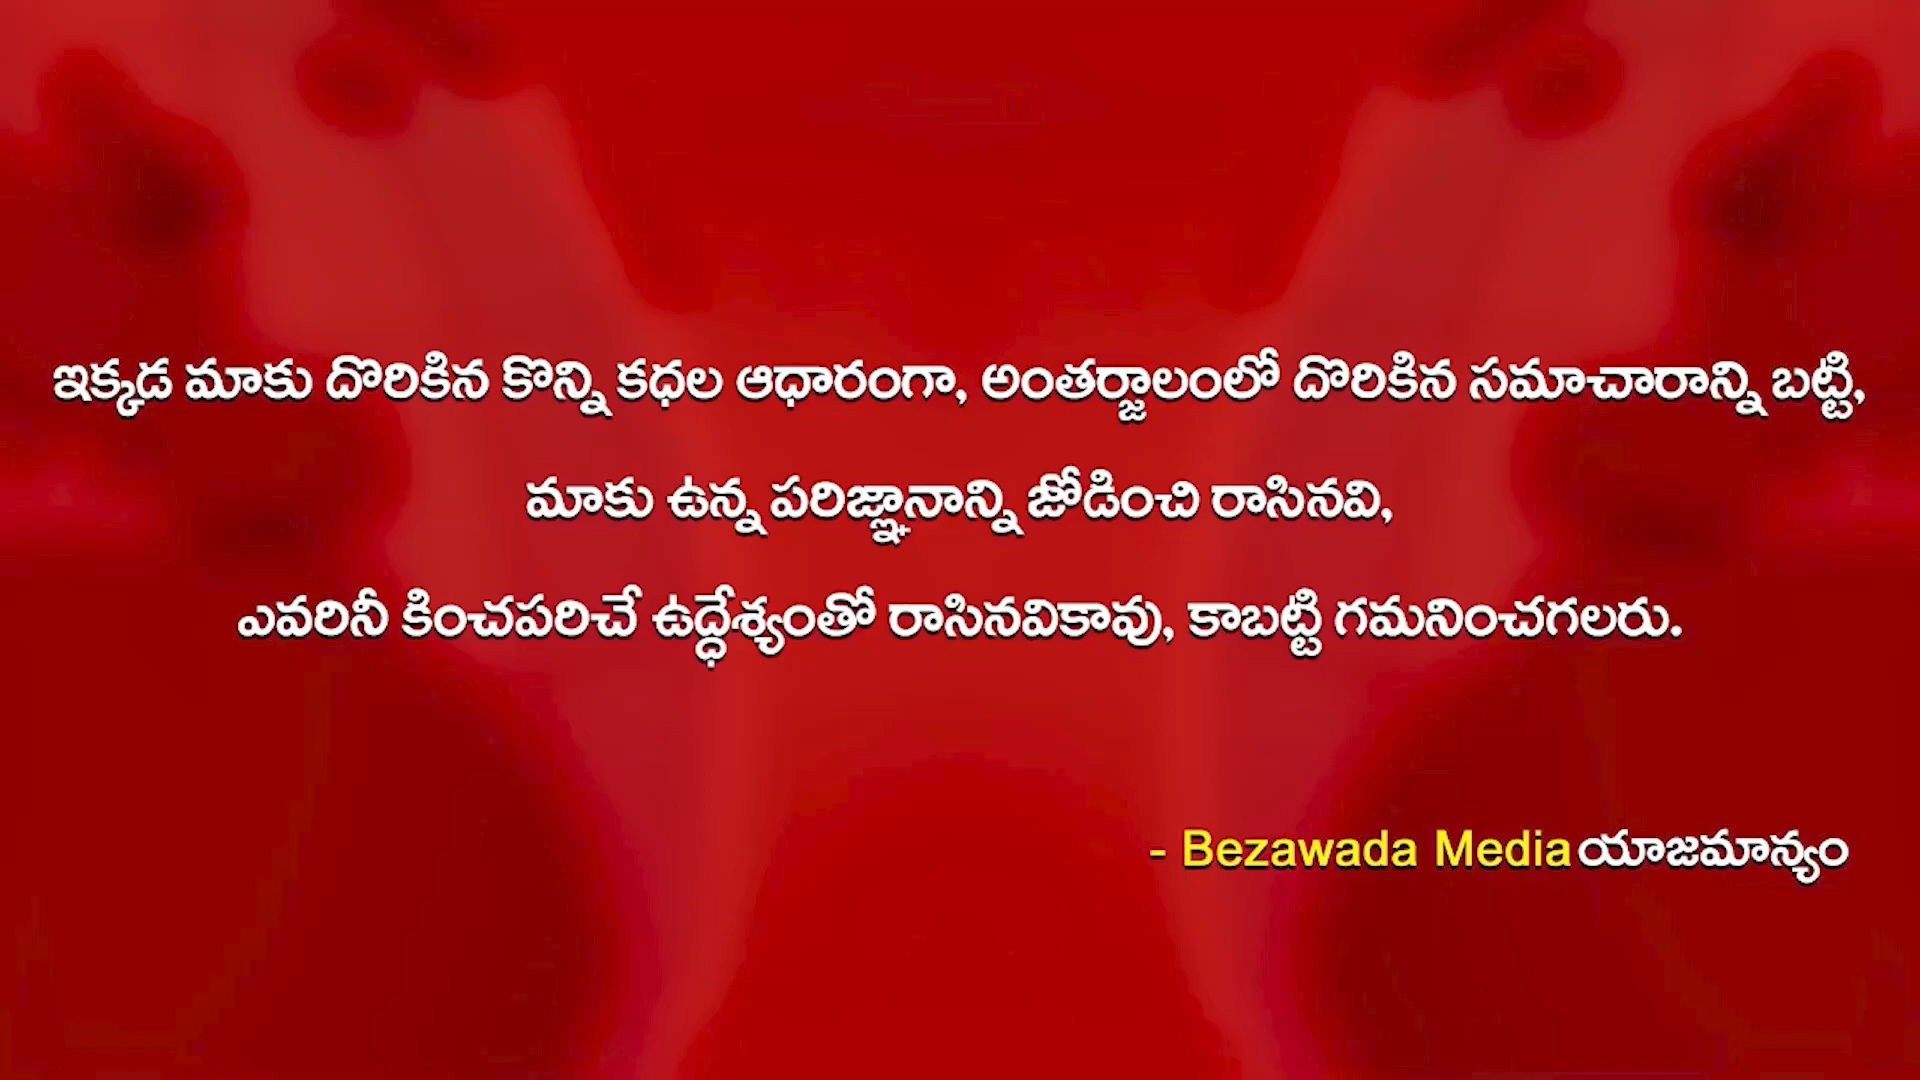 ఇక్కడ మాకు దొరికిన కొన్ని కధల ఆధారంగా, అంతర్జాలంలో దొరికిన సమాచారాన్ని బట్టి,
మాకు ఉన్న పరిజ్ఞానాన్ని జోడించి రాసినవి,
ఎవరినీ కించపరిచే ఉద్ధేశ్యంతో రాసినవికావు, కాబట్టి గమనించగలరు.
- Bezawada Media యాజమాన్యం